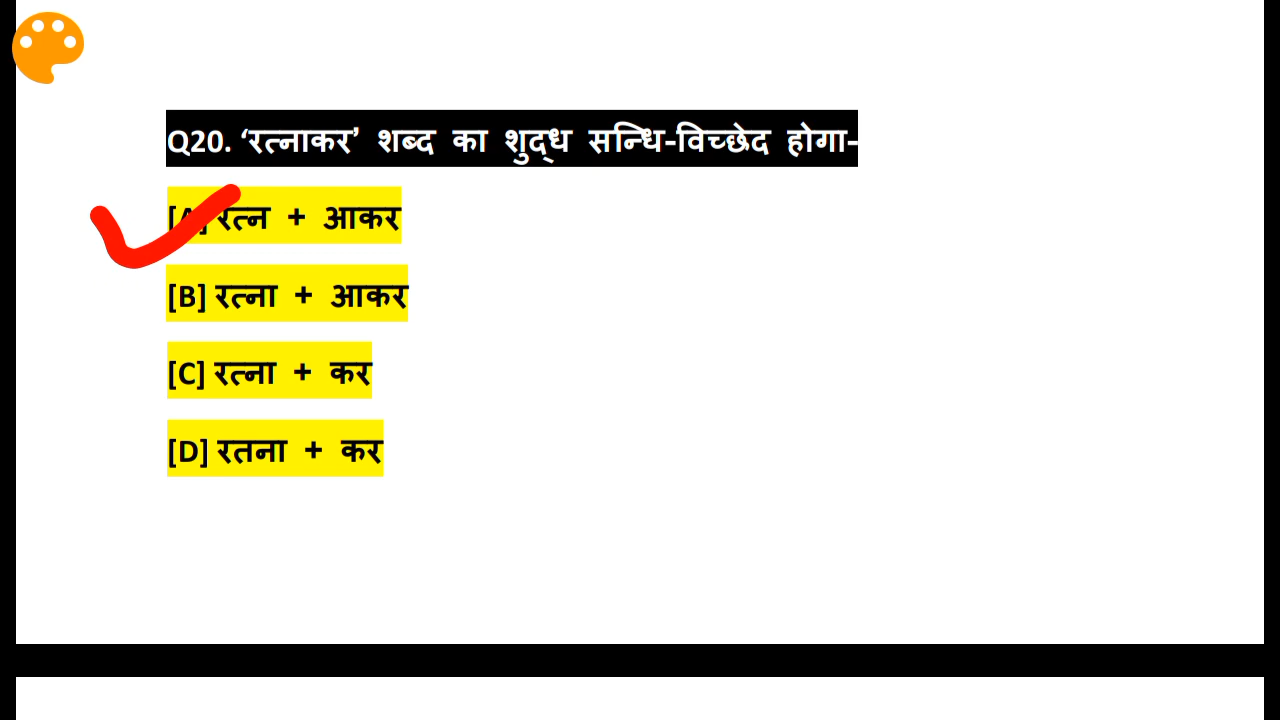 Q20. ‘रत्नाकर’ शब्द का शुद्ध सन्धि-विच्छेद होगा-
[A] रत्न + आकर
[B] रत्ना + आकर
[C] रत्ना + कर
[D] रतना + कर